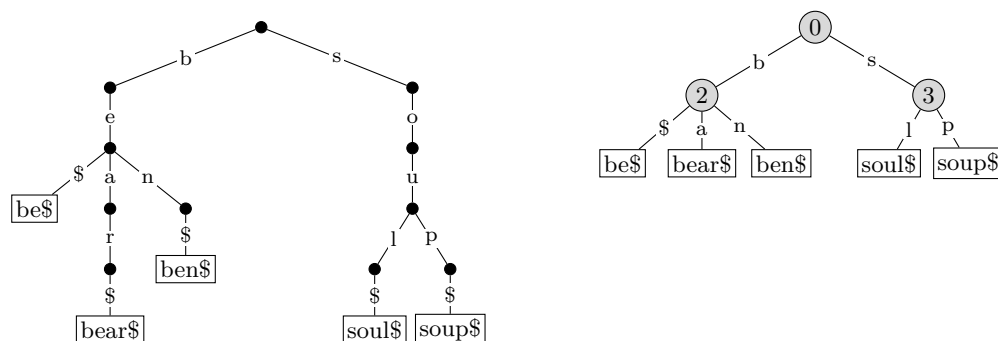 0
b s
b s
2 3
e o
$ a n l p
$ a n u
be$ bear$ ben$ soul$ soup$
be$
r $ l p
ben$
$ $ $
bear$ soul$ soup$